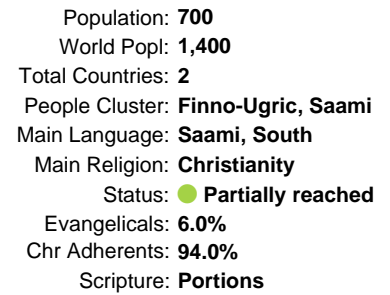 Population: 700
World Popl: 1,400
Total Countries: 2
People Cluster: Finno-Ugric, Saami
Main Language: Saami, South
Main Religion: Christianity
Status: Partially reached
Evangelicals: 6.0%
Chr Adherents: 94.0%
Scripture: Portions